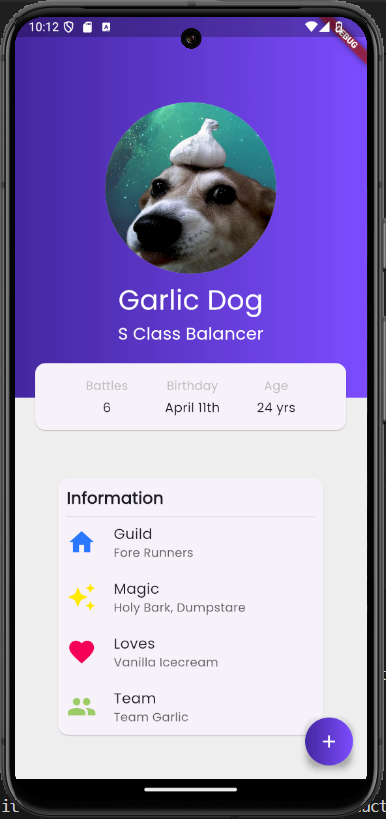 10:12
DEBUG
Garlic Dog
S Class Balancer
Battles Birthday Age
6 April 11th 24 yrs
Information
Guild
Fore Runners
Magic
Holy Bark, Dumpstare
Loves
Vanilla Icecream
Team
Team Garlic
+